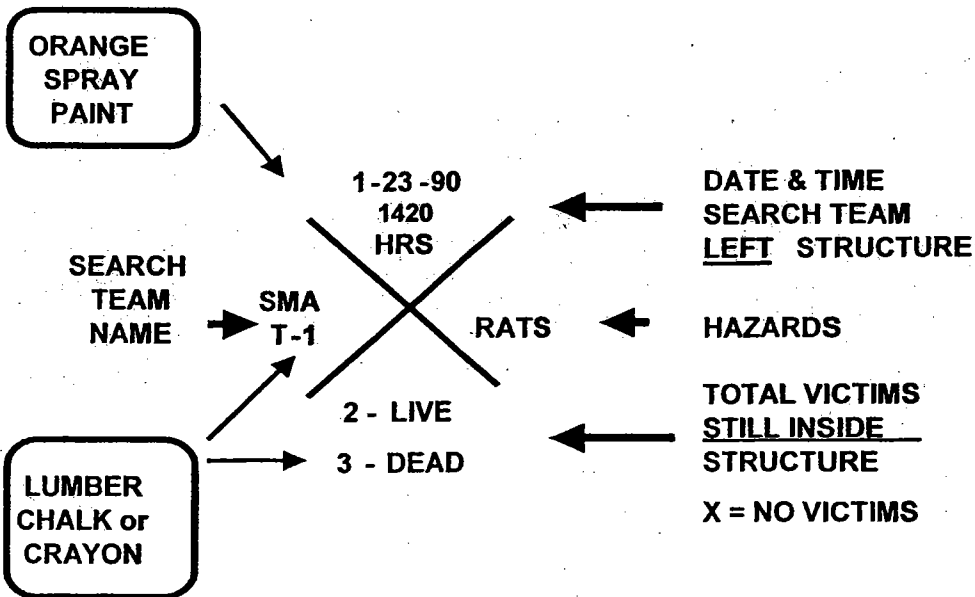 ORANGE
SPRAY
PAINT
1-23-90
1420
HRS
DATE & TIME
SEARCH TEAM
LEFT STRUCTURE
SEARCH
TEAM
NAME
SMA
T-1
RATS
HAZARDS
2 - LIVE
3 - DEAD
TOTAL VICTIMS
STILL INSIDE
STRUCTURE
X = NO VICTIMS
LUMBER
CHALK or
CRAYON